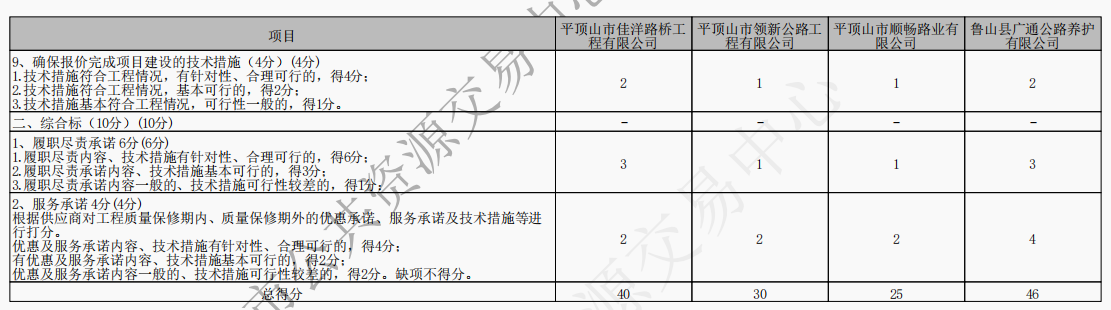 项目
平顶山市佳洋路桥工
程有限公司
平顶山市领新公路工
程有限公司
平顶山市顺畅路业有
限公司
鲁山县广通公路养护
有限公司
9、确保报价完成项目建设的技术措施（4分）(4分)
1.技术措施符合工程情况，有针对性、合理可行的，得4分；
2.技术措施符合工程情况，基本可行的，得2分；
3.技术措施基本符合工程情况，可行性一般的，得1分。
2
1
1
2
二、综合标（10分）(10分)
-
-
-
-
1、履职尽责承诺 6分(6分)
1.履职尽责内容、技术措施有针对性、合理可行的，得6分；
2.履职尽责承诺内容、技术措施基本可行的，得3分；
3.履职尽责承诺内容一般的、技术措施可行性较差的，得1分；
3
1
1
3
2、服务承诺 4分(4分)
根据供应商对工程质量保修期内、质量保修期外的优惠承诺、服务承诺及技术措施等进
行打分。
优惠及服务承诺内容、技术措施有针对性、合理可行的，得4分；
有优惠及服务承诺内容、技术措施基本可行的，得2分；
优惠及服务承诺内容一般的、技术措施可行性较差的，得2分。缺项不得分。
2
2
2
4
总得分
40
30
25
46
市公共资源交易中心
源交易中心